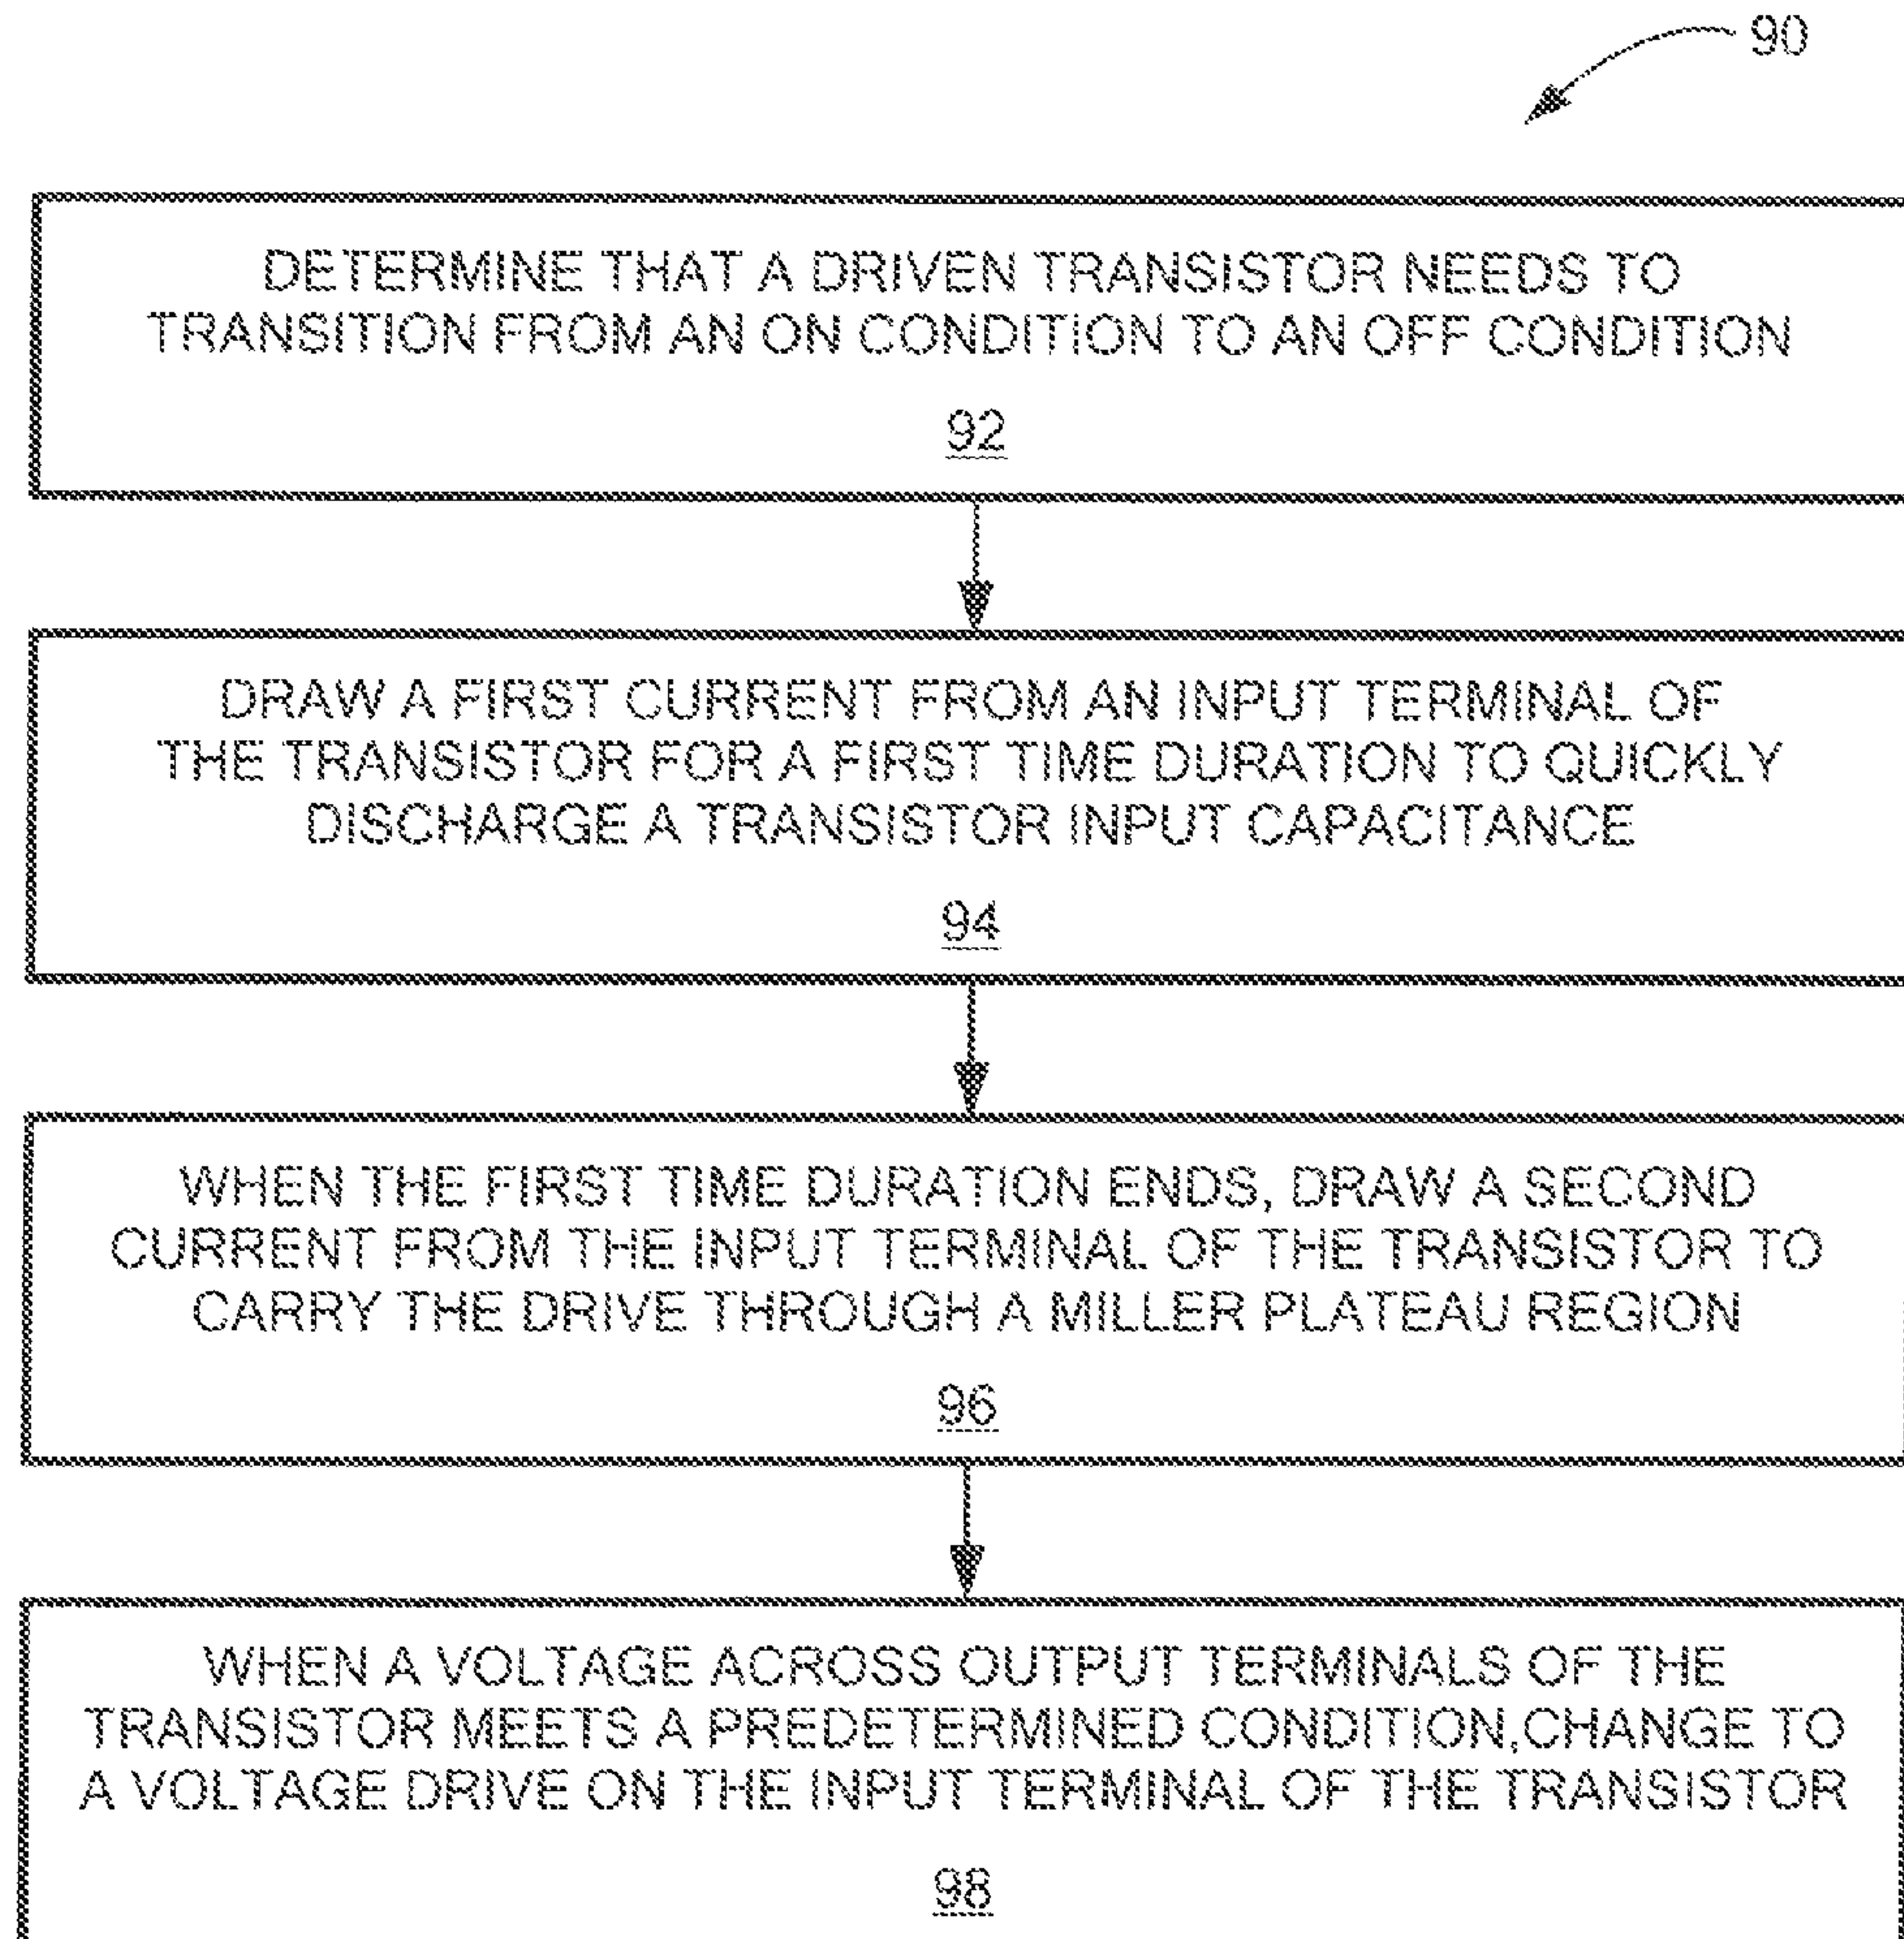 90
DETERMINE THAT A DRIVEN TRANSISTOR NEEDS TO
TRANSITION FROM AN ON CONDITION TO AN OFF CONDITION
92
DRAW A FIRST CURRENT FROM AN INPUT TERMINAL OF
THE TRANSISTOR FOR A FIRST TIME DURATION TO QUICKLY
DISCHARGE A TRANSISTOR INPUT CAPACITANCE
94
WHEN THE FIRST TIME DURATION ENDS, DRAW A SECOND
CURRENT FROM THE INPUT TERMINAL OF THE TRANSISTOR TO
CARRY THE DRIVE THROUGH A MILLER PLATEAU REGION
96
WHEN A VOLTAGE ACROSS OUTPUT TERMINALS OF THE
TRANSISTOR MEETS A PREDETERMINED CONDITION,CHANGE TO
A VOLTAGE DRIVE ON THE INPUT TERMINAL OF THE TRANSISTOR
98